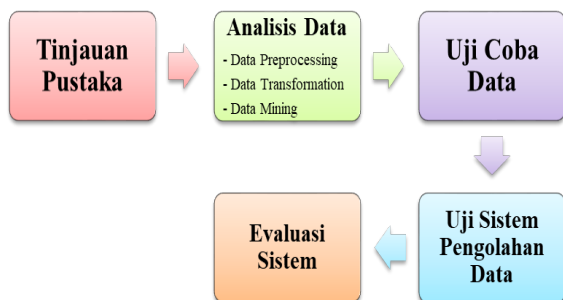 Tinjauan
Pustaka
Analisis Data
- Data Preprocessing
- Data Transformation
- Data Mining
Uji Coba
Data
Uji Sistem
Pengolahan
Data
Evaluasi
Sistem